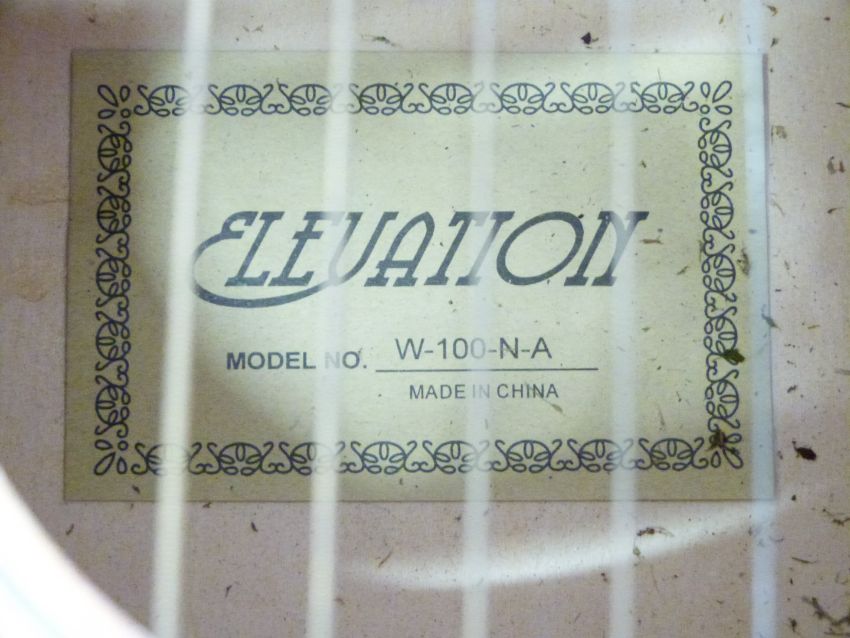 ELEVATION
MODEL NO. W-100-N-A
MADE IN CHINA